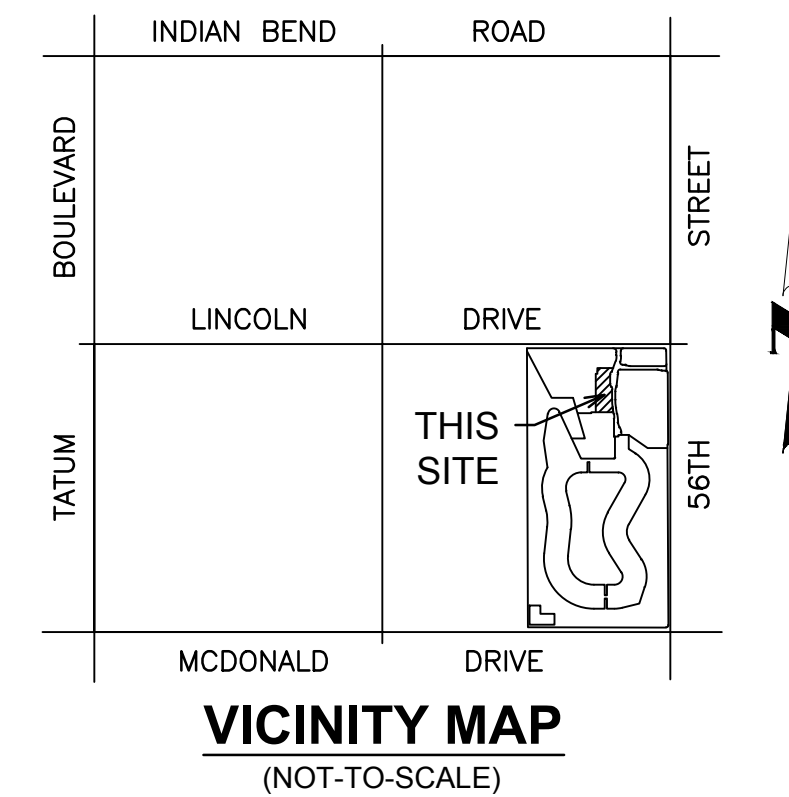 INDIAN BEND ROAD
BOULEVARD
STREET
LINCOLN DRIVE
THIS
SITE
TATUM
56TH
MCDONALD DRIVE
VICINITY MAP
(NOT-TO-SCALE)